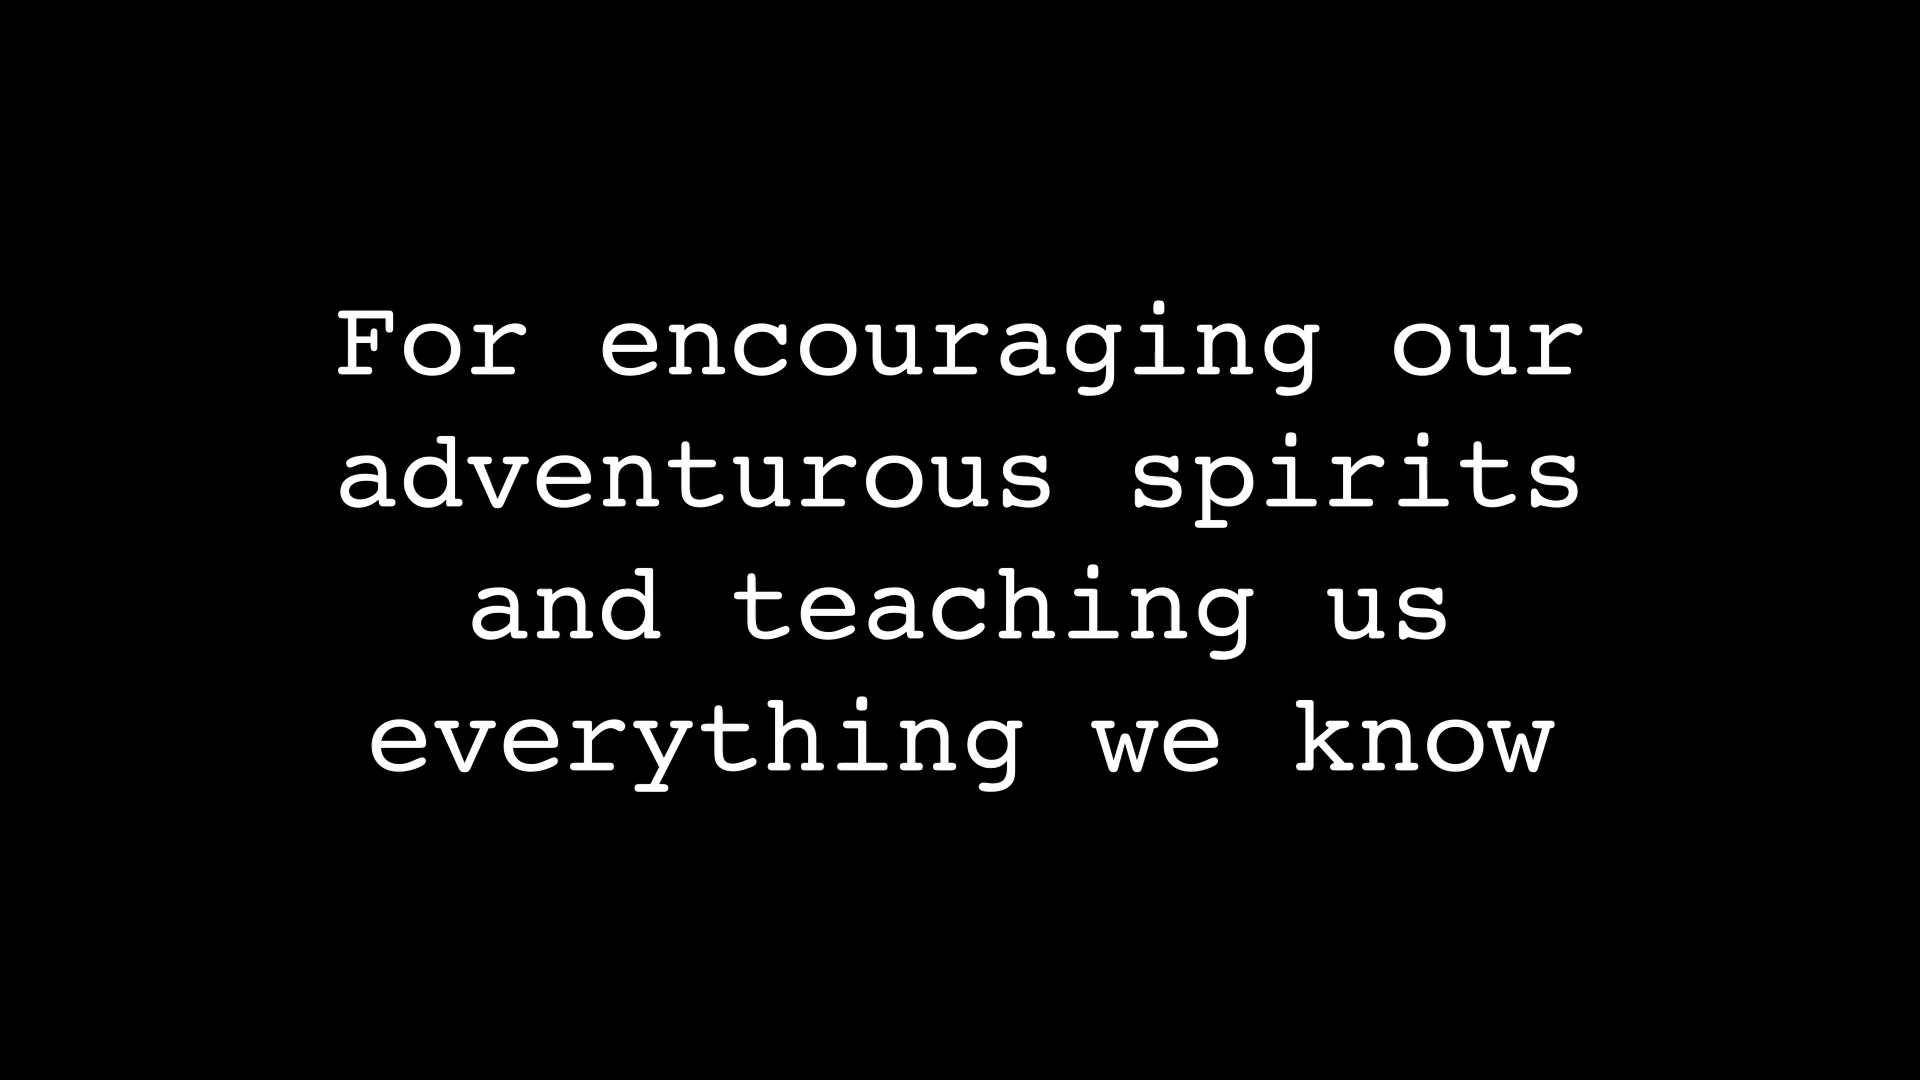 For encouraging our
adventurous spirits
and teaching us
everything we know